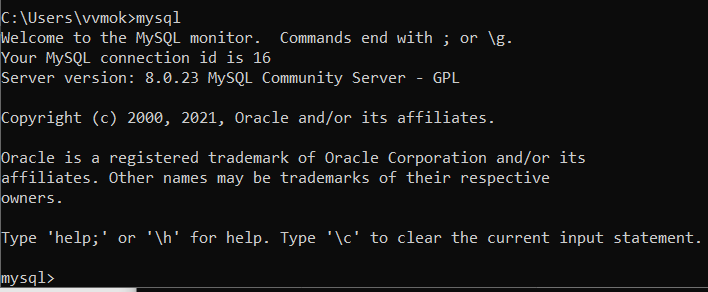 C:\Users\vvmok>mysql
Welcome to the MySQL monitor.  Commands end with ; or \g.
Your MySQL connection id is 16
Server version: 8.0.23 MySQL Community Server - GPL
Copyright (c) 2000, 2021, Oracle and/or its affiliates.
Oracle is a registered trademark of Oracle Corporation and/or its
affiliates. Other names may be trademarks of their respective
owners.
Type 'help;' or '\h' for help. Type '\c' to clear the current input statement.
mysql>